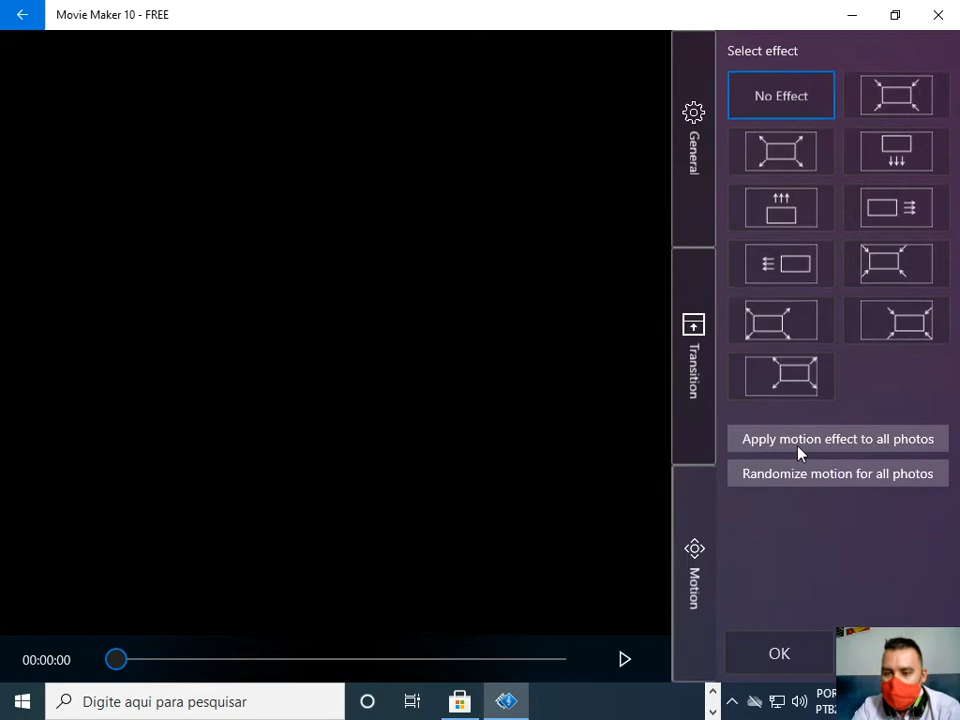 Movie Maker 10 - FREE
Select effect
No Effect
General
Transition
Motion
Apply motion effect to all photos
Randomize motion for all photos
OK
00:00:00
Digite aqui para pesquisar
POR
PTB2